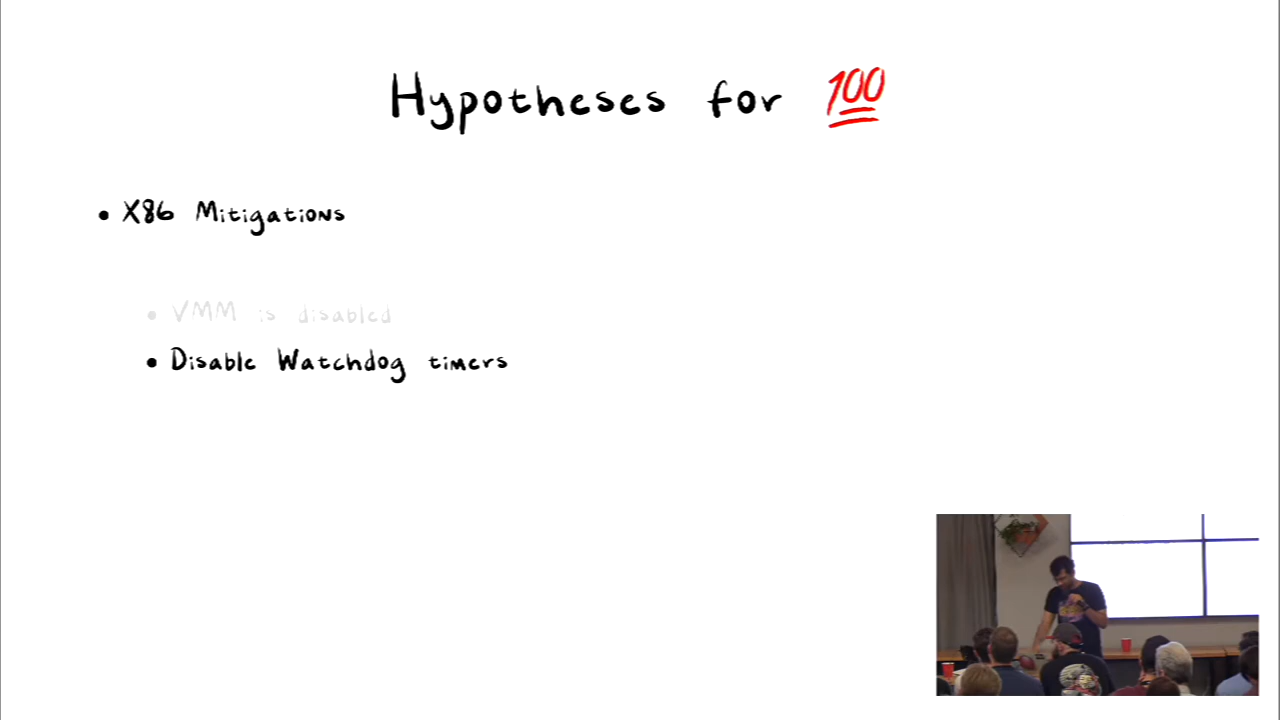 Hypotheses for 💯
• X86 Mitigations
• VMM is disabled
• Disable Watchdog timers